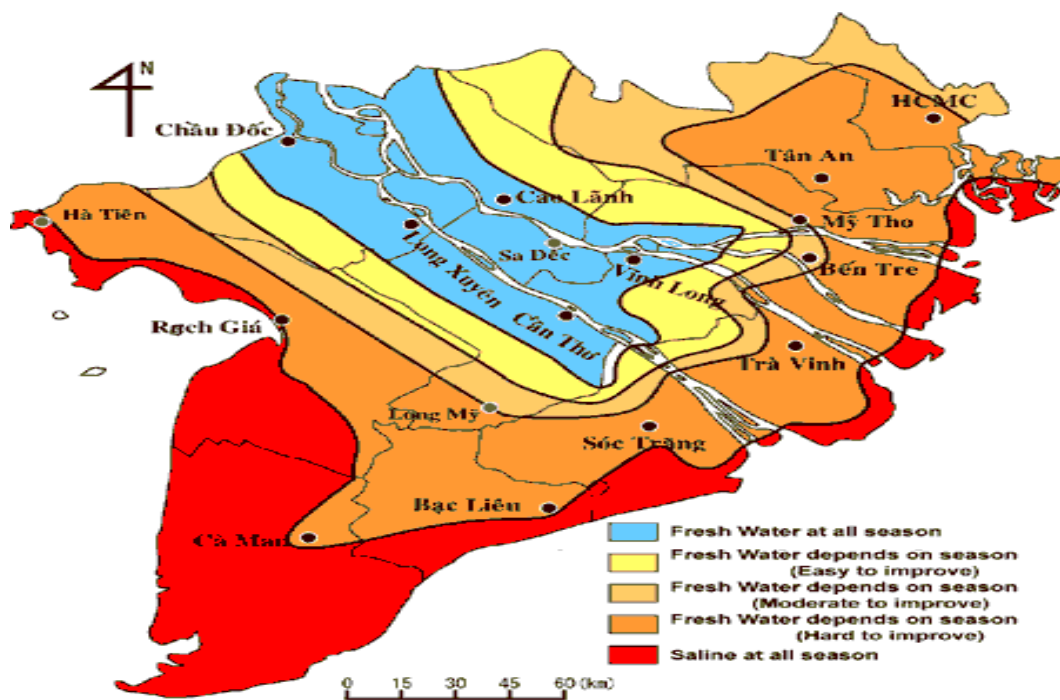 N
HCMC
Chầu Đốc
Tân An
Cao Lãnh
Hà Tiên
Mỹ Tho
Lụng Xuyên
Sa Dếc
Bến Tre
Vĩnh Long
Rạch Giá
Cần Thơ
Trà Vinh
Long Mỹ
Sóc Trăng
Bạc Liêu
Cà Mau
Fresh Water at all season
Fresh Water depends on season
(Easy to improve)
Fresh Water depends on season
(Moderate to improve)
Fresh Water depends on season
(Hard to improve)
Saline at all season
0 15 30 45 60 (km)